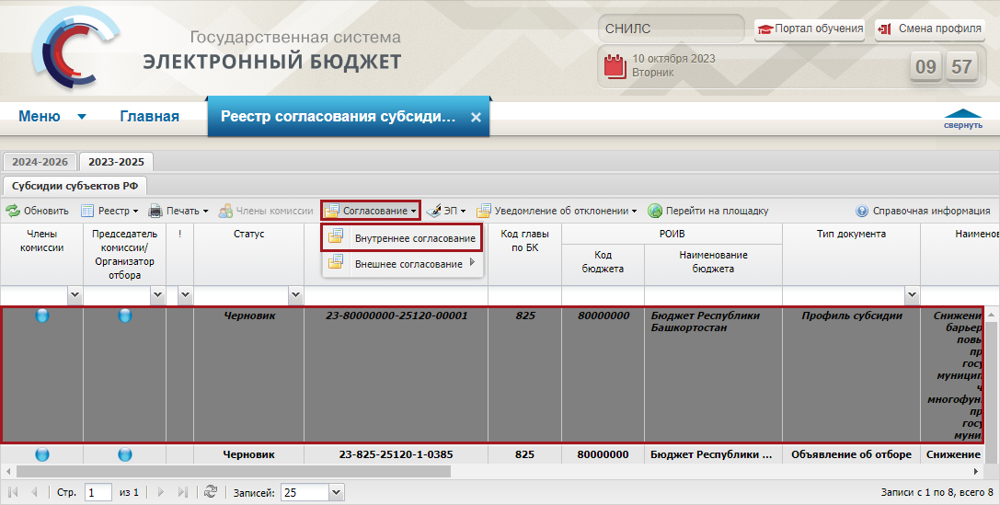 Государственная система
ЭЛЕКТРОННЫЙ БЮДЖЕТ
СНИЛС
Портал обучения
Смена профиля
10 октября 2023
Вторник
09 57
Меню
Главная
Реестр согласования субсиди...
свернуть
2024-2026
2023-2025
Субсидии субъектов РФ
Обновить
Реестр
Печать
Члены комиссии
Согласование
ЭП
Уведомление об отклонении
Перейти на площадку
Справочная информация
Внутреннее согласование
Внешнее согласование
Члены
комиссии
Председатель
комиссии/
Организатор
отбора
!
Статус
Код главы
по БК
РОИВ
Код
бюджета
Наименование
бюджета
Тип документа
Наимено
Черновик
23-80000000-25120-00001
825
80000000
Бюджет Республики
Башкортостан
Профиль субсидии
Снижени
барьер
повы
пр
госу
муницип
ч
многофун
пр
госу
муни
Черновик
23-825-25120-1-0385
825
80000000
Бюджет Республики ...
Объявление об отборе
Снижение
Стр. 1 из 1
Записей: 25
Записи с 1 по 8, всего 8